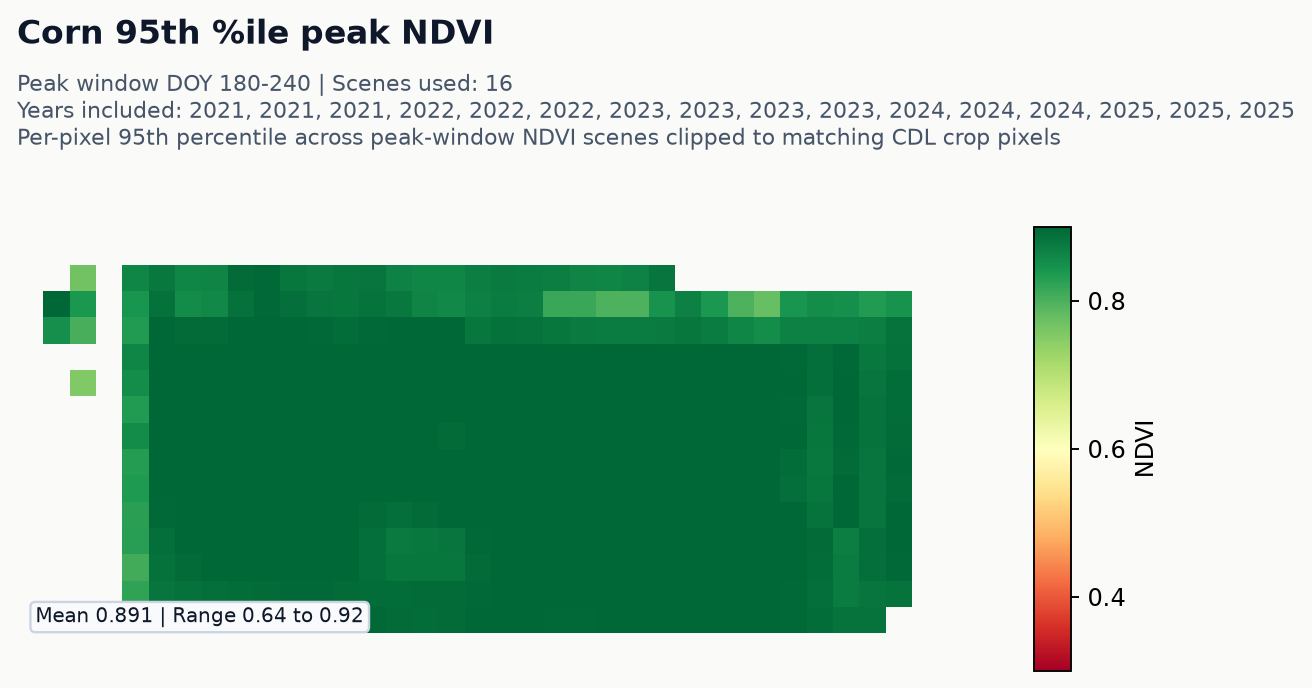 Corn 95th %ile peak NDVI
Peak window DOY 180-240 | Scenes used: 16
Years included: 2021, 2021, 2021, 2022, 2022, 2022, 2023, 2023, 2023, 2023, 2024, 2024, 2024, 2025, 2025, 2025
Per-pixel 95th percentile across peak-window NDVI scenes clipped to matching CDL crop pixels
0.8
0.6
NDVI
0.4
Mean 0.891 | Range 0.64 to 0.92